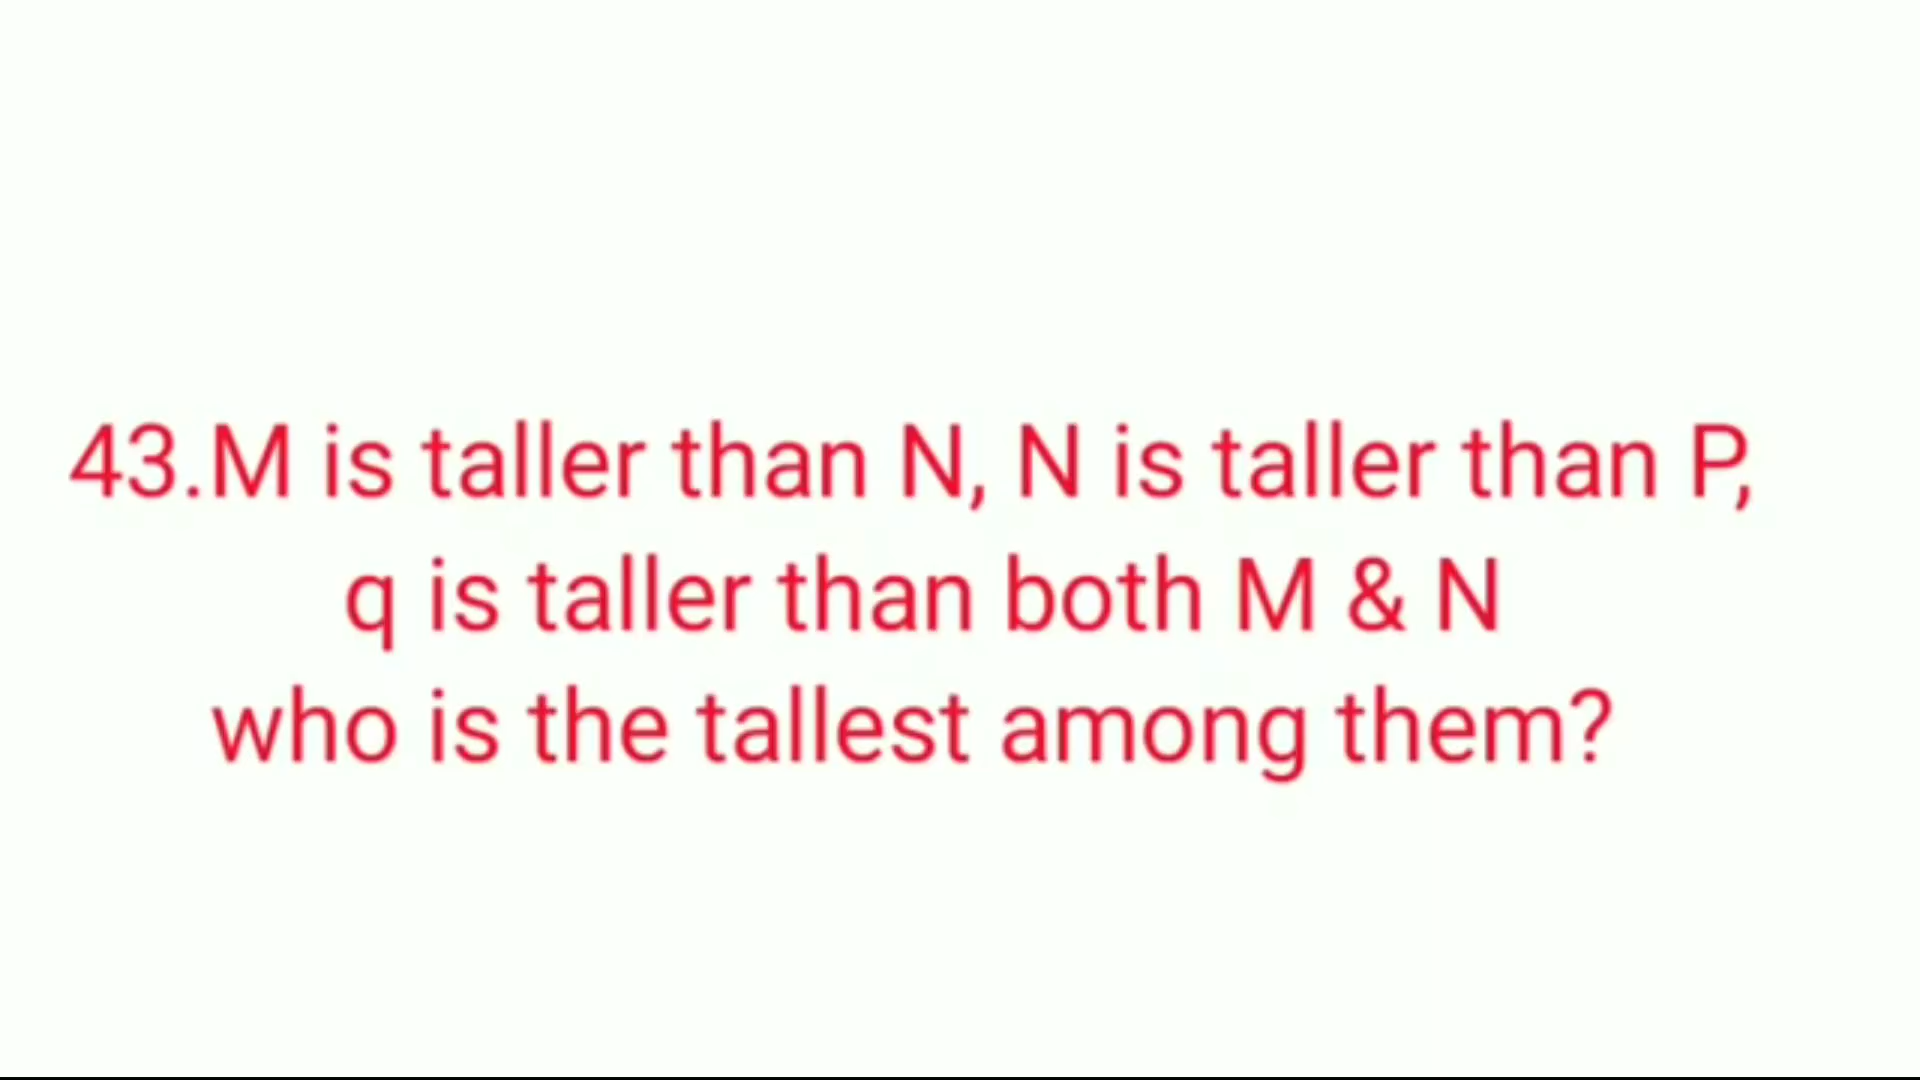 43.M is taller than N, N is taller than P,
q is taller than both M & N
who is the tallest among them?